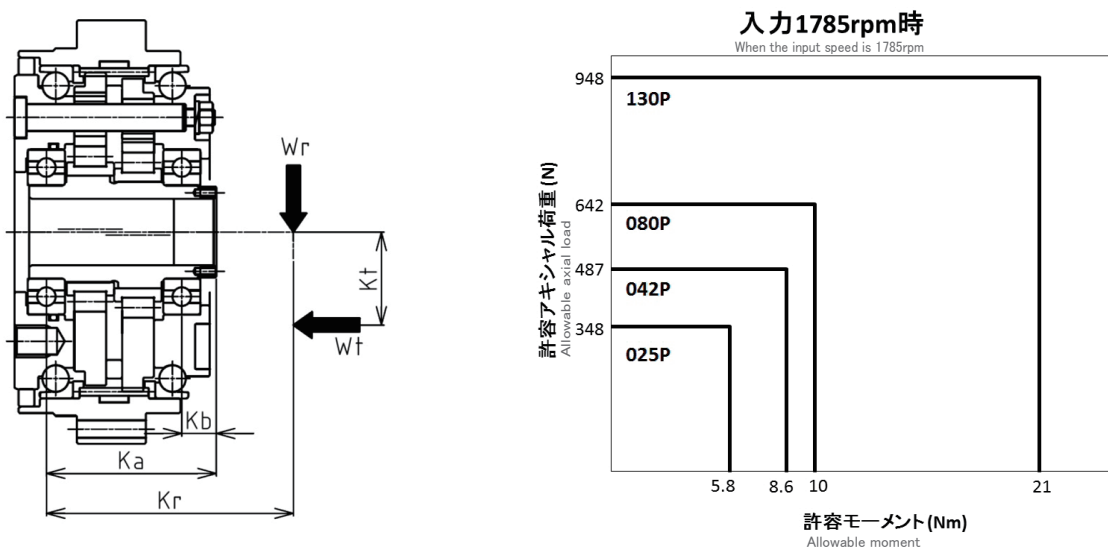 Wr
Kt
Wt
Kb
Ka
Kr
入力1785rpm時
When the input speed is 1785rpm
許容アキシャル荷重(N)
Allowable axial load
948
130P
642
080P
487
042P
348
025P
5.8
8.6
10
21
許容モーメント(Nm)
Allowable moment